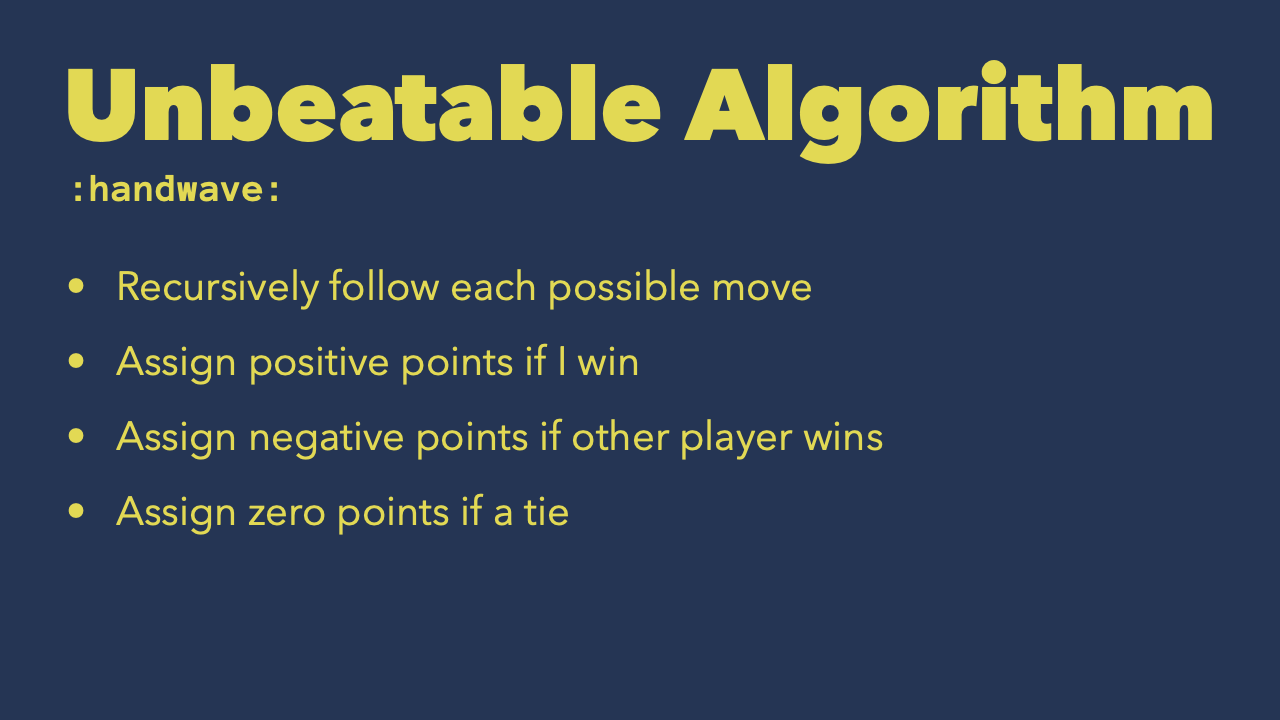 Unbeatable Algorithm
:handwave:
• Recursively follow each possible move
• Assign positive points if I win
• Assign negative points if other player wins
• Assign zero points if a tie